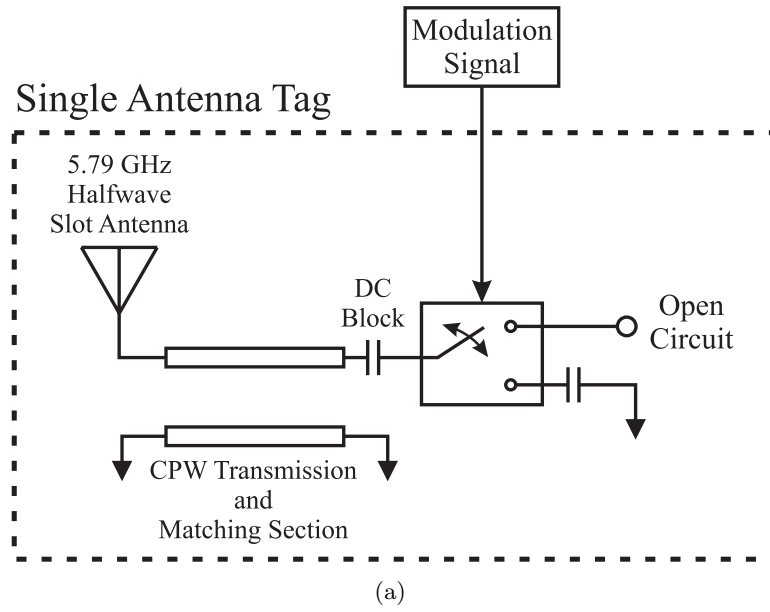 Modulation
Signal
Single Antenna Tag
5.79 GHz
Halfwave
Slot Antenna
DC
Block
Open
Circuit
CPW Transmission
and
Matching Section
(a)